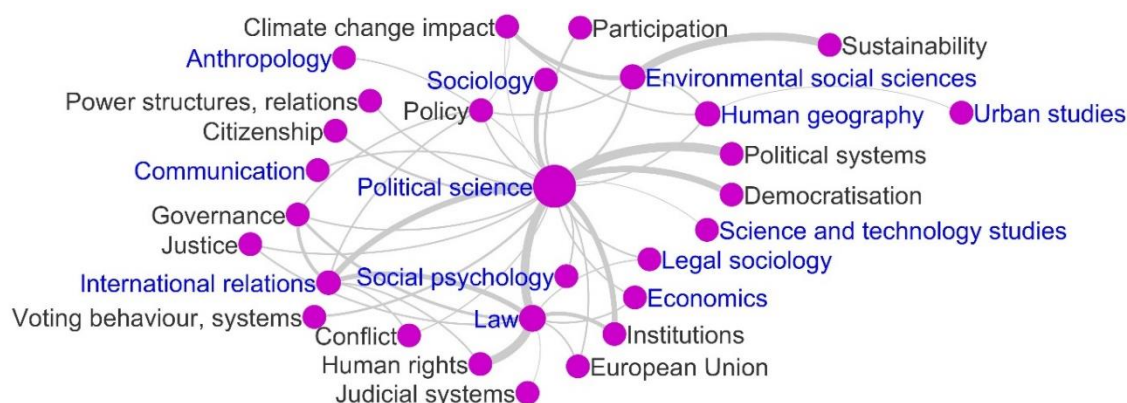 Climate change impact
Participation
Sustainability
Anthropology
Sociology
Environmental social sciences
Power structures, relations
Policy
Human geography
Urban studies
Citizenship
Political systems
Communication
Political science
Democratisation
Governance
Science and technology studies
Justice
Legal sociology
International relations
Social psychology
Economics
Voting behaviour, systems
Law
Conflict
Institutions
Human rights
European Union
Judicial systems